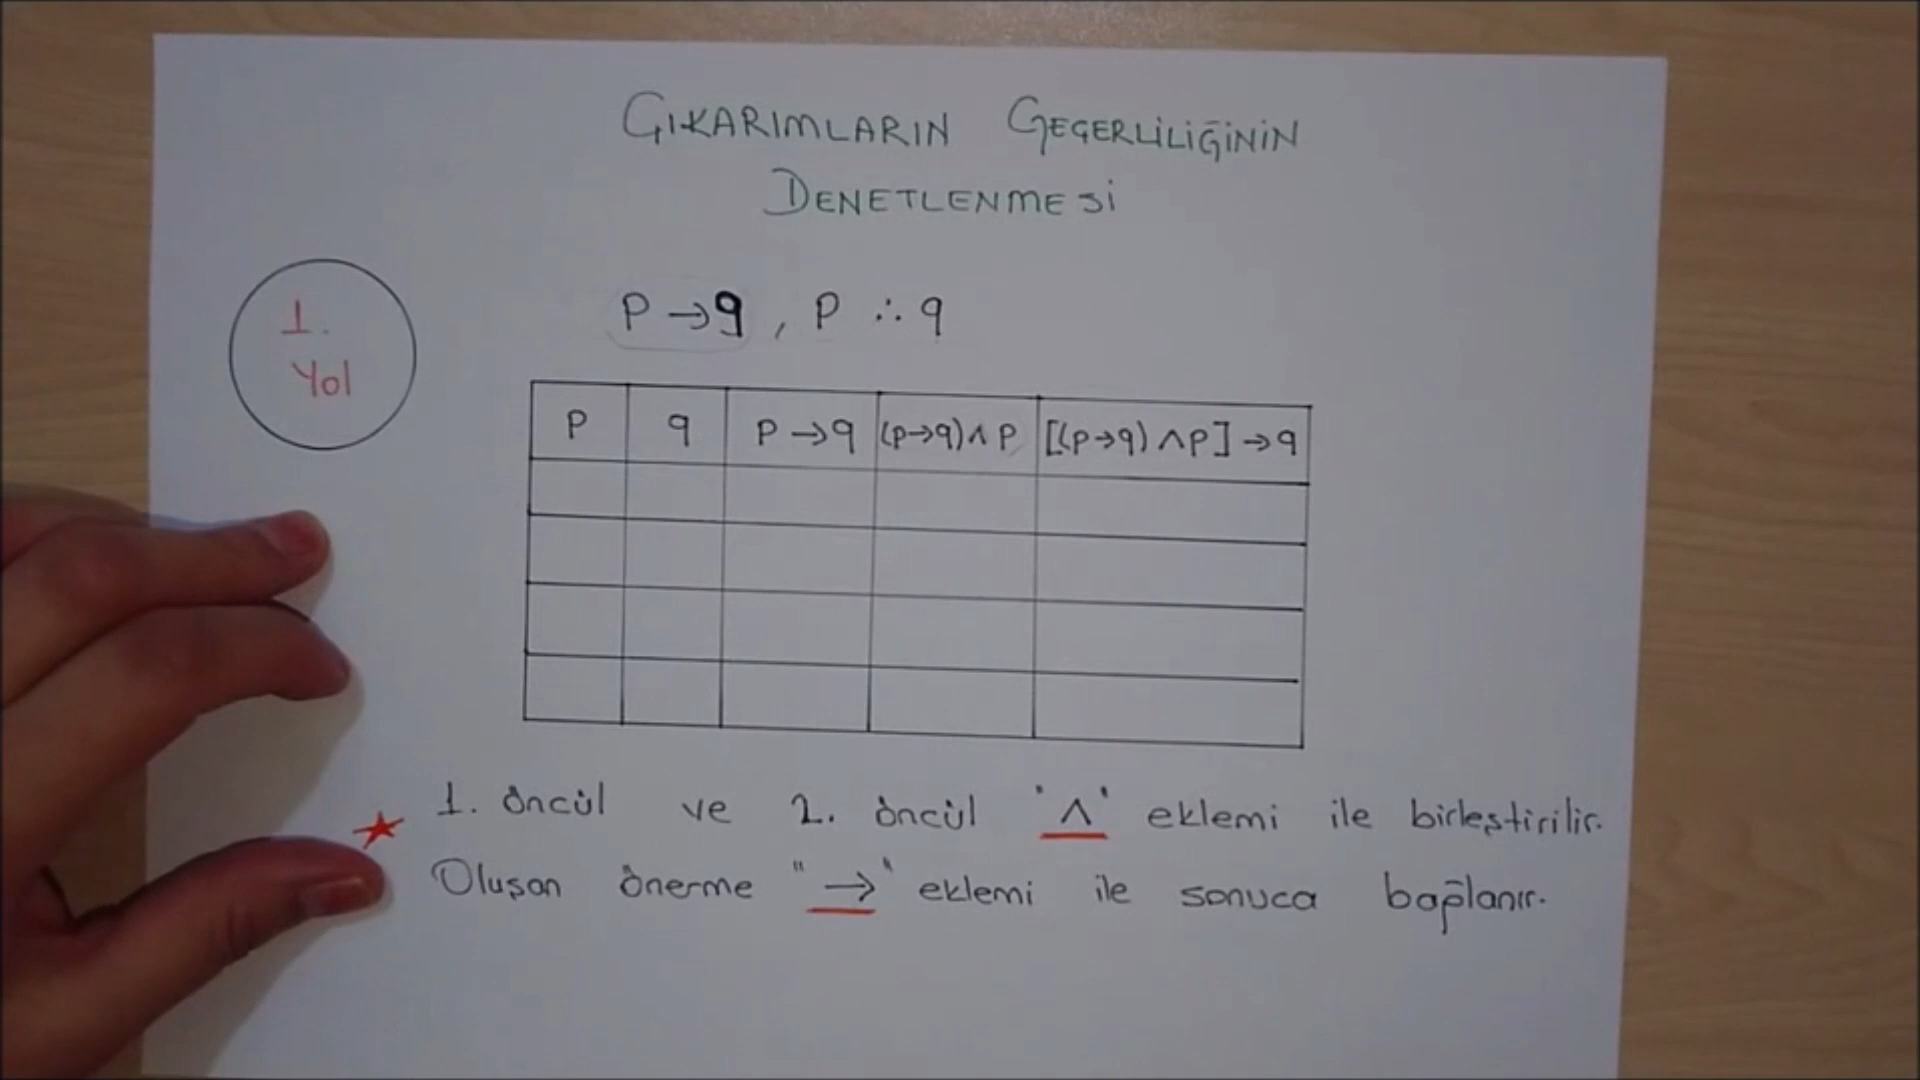 ÇIKARIMLARIN GEÇERLİLİĞİNİN
DENETLENMESİ
1.
Yol
P → q , P ∴ q
P q P → q (p→q) ∧ P [(p→q) ∧ P] → q
1. öncül ve 2. öncül '∧' eklemi ile birleştirilir.
Oluşan önerme "→" eklemi ile sonuca bağlanır.